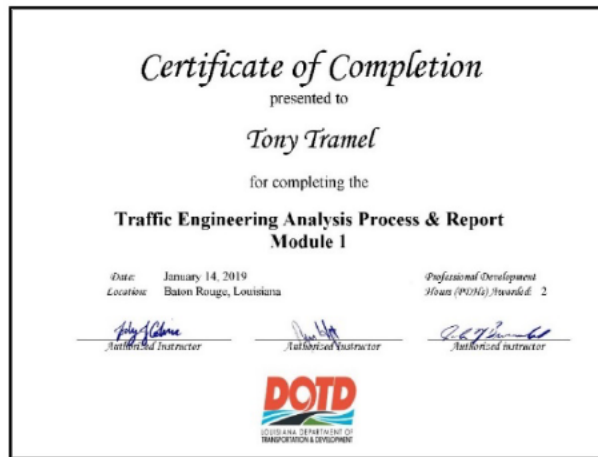 Certificate of Completion
presented to
Tony Tramel
for completing the
Traffic Engineering Analysis Process & Report
Module 1
Date: January 14, 2019
Location: Baton Rouge, Louisiana
Professional Development
Hours (PDHs) Awarded: 2
Authorized Instructor
Authorized Instructor
Authorized Instructor
DOTD
LOUISIANA DEPARTMENT OF
TRANSPORTATION & DEVELOPMENT